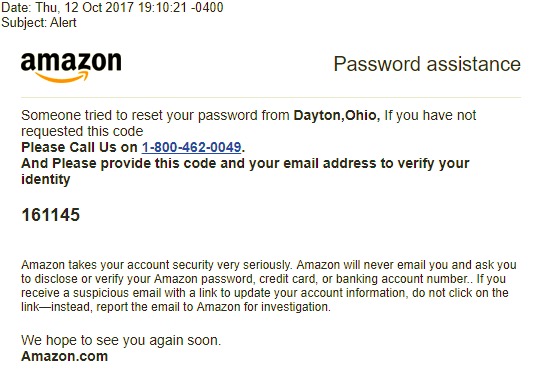 Date: Thu, 12 Oct 2017 19:10:21 -0400
Subject: Alert
amazon
Password assistance
Someone tried to reset your password from Dayton,Ohio, If you have not
requested this code
Please Call Us on 1-800-462-0049.
And Please provide this code and your email address to verify your
identity
161145
Amazon takes your account security very seriously. Amazon will never email you and ask you
to disclose or verify your Amazon password, credit card, or banking account number.. If you
receive a suspicious email with a link to update your account information, do not click on the
link—instead, report the email to Amazon for investigation.
We hope to see you again soon.
Amazon.com